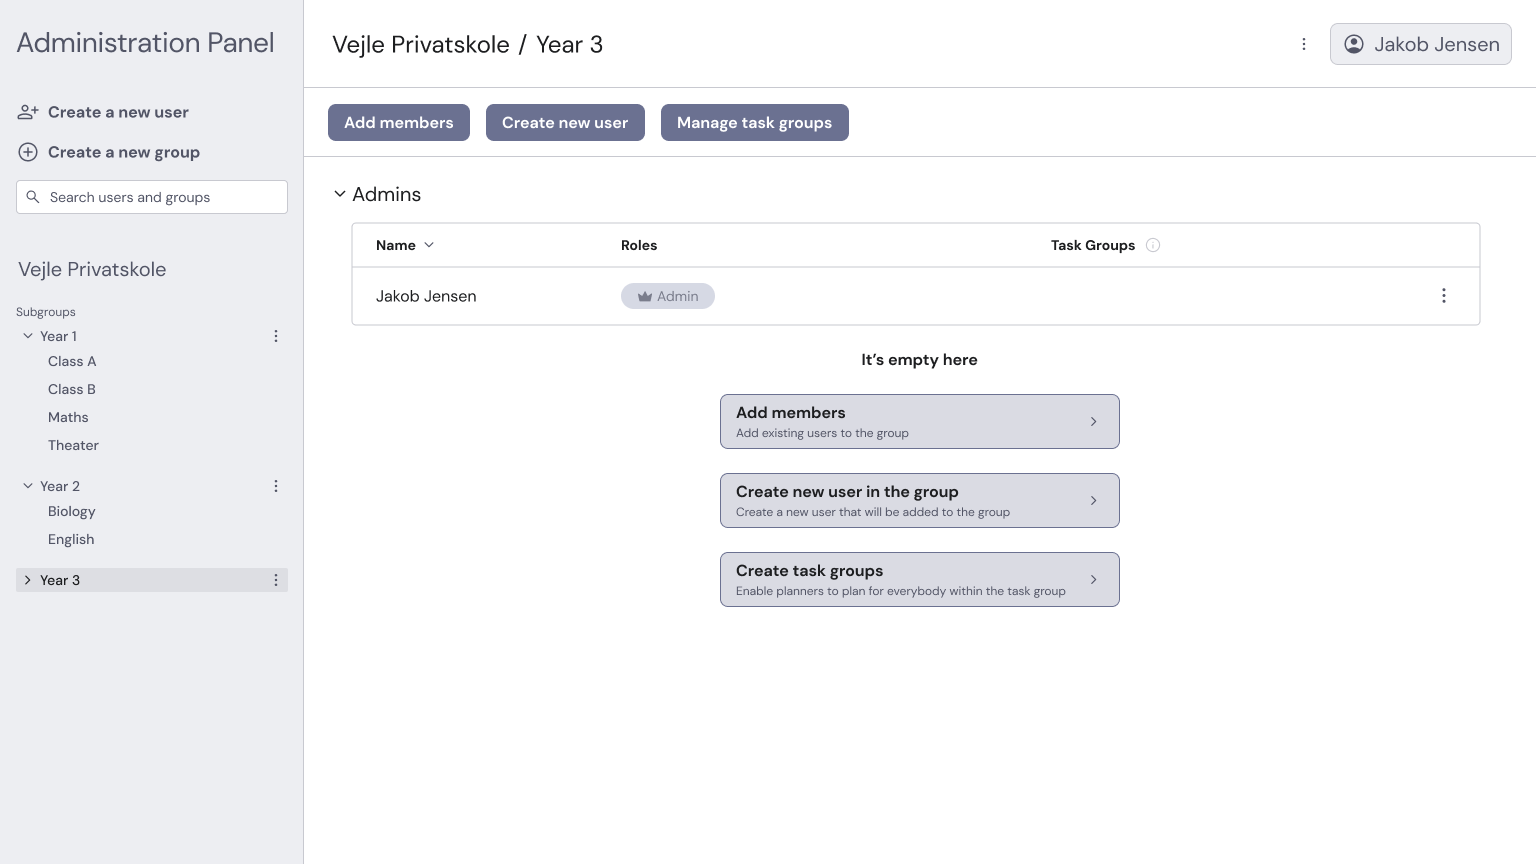 Administration Panel
Create a new user
Create a new group
Search users and groups
Vejle Privatskole
Subgroups
Year 1
Class A
Class B
Maths
Theater
Year 2
Biology
English
Year 3
Vejle Privatskole / Year 3
Jakob Jensen
Add members
Create new user
Manage task groups
Admins
Name Roles Task Groups
Jakob Jensen Admin
It’s empty here
Add members
Add existing users to the group
Create new user in the group
Create a new user that will be added to the group
Create task groups
Enable planners to plan for everybody within the task group